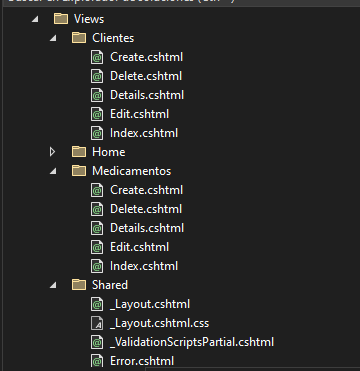 Views
Clientes
Create.cshtml
Delete.cshtml
Details.cshtml
Edit.cshtml
Index.cshtml
Home
Medicamentos
Create.cshtml
Delete.cshtml
Details.cshtml
Edit.cshtml
Index.cshtml
Shared
_Layout.cshtml
_Layout.cshtml.css
_ValidationScriptsPartial.cshtml
Error.cshtml